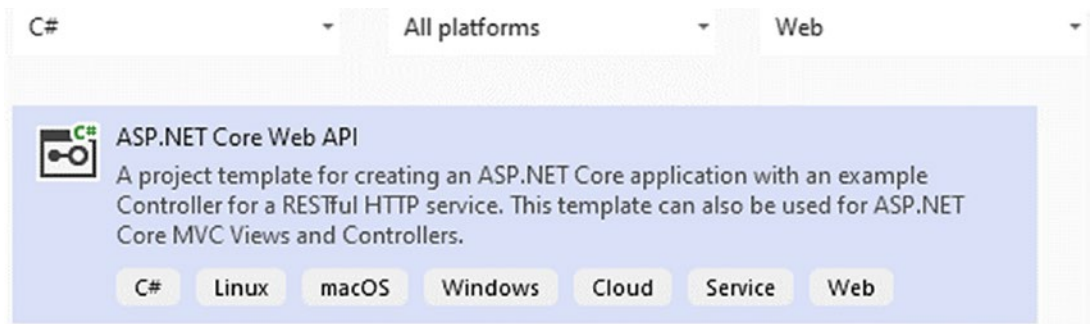 C# All platforms Web
C#
ASP.NET Core Web API
A project template for creating an ASP.NET Core application with an example
Controller for a RESTful HTTP service. This template can also be used for ASP.NET
Core MVC Views and Controllers.
C# Linux macOS Windows Cloud Service Web